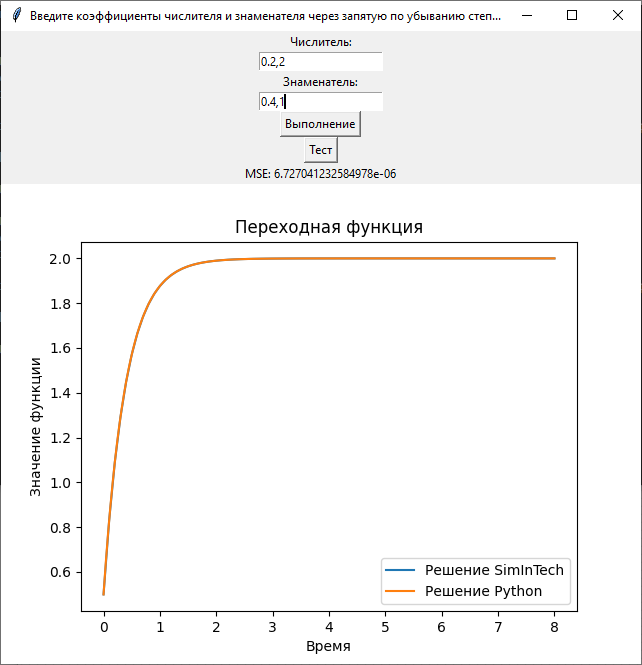 Введите коэффициенты числителя и знаменателя через запятую по убыванию степ...
Числитель:
0.2,2
Знаменатель:
0.4,1
Выполнение
Тест
MSE: 6.727041232584978e-06
Переходная функция
2.0
1.8
1.6
1.4
1.2
1.0
0.8
0.6
Значение функции
Решение SimInTech
Решение Python
0 1 2 3 4 5 6 7 8
Время